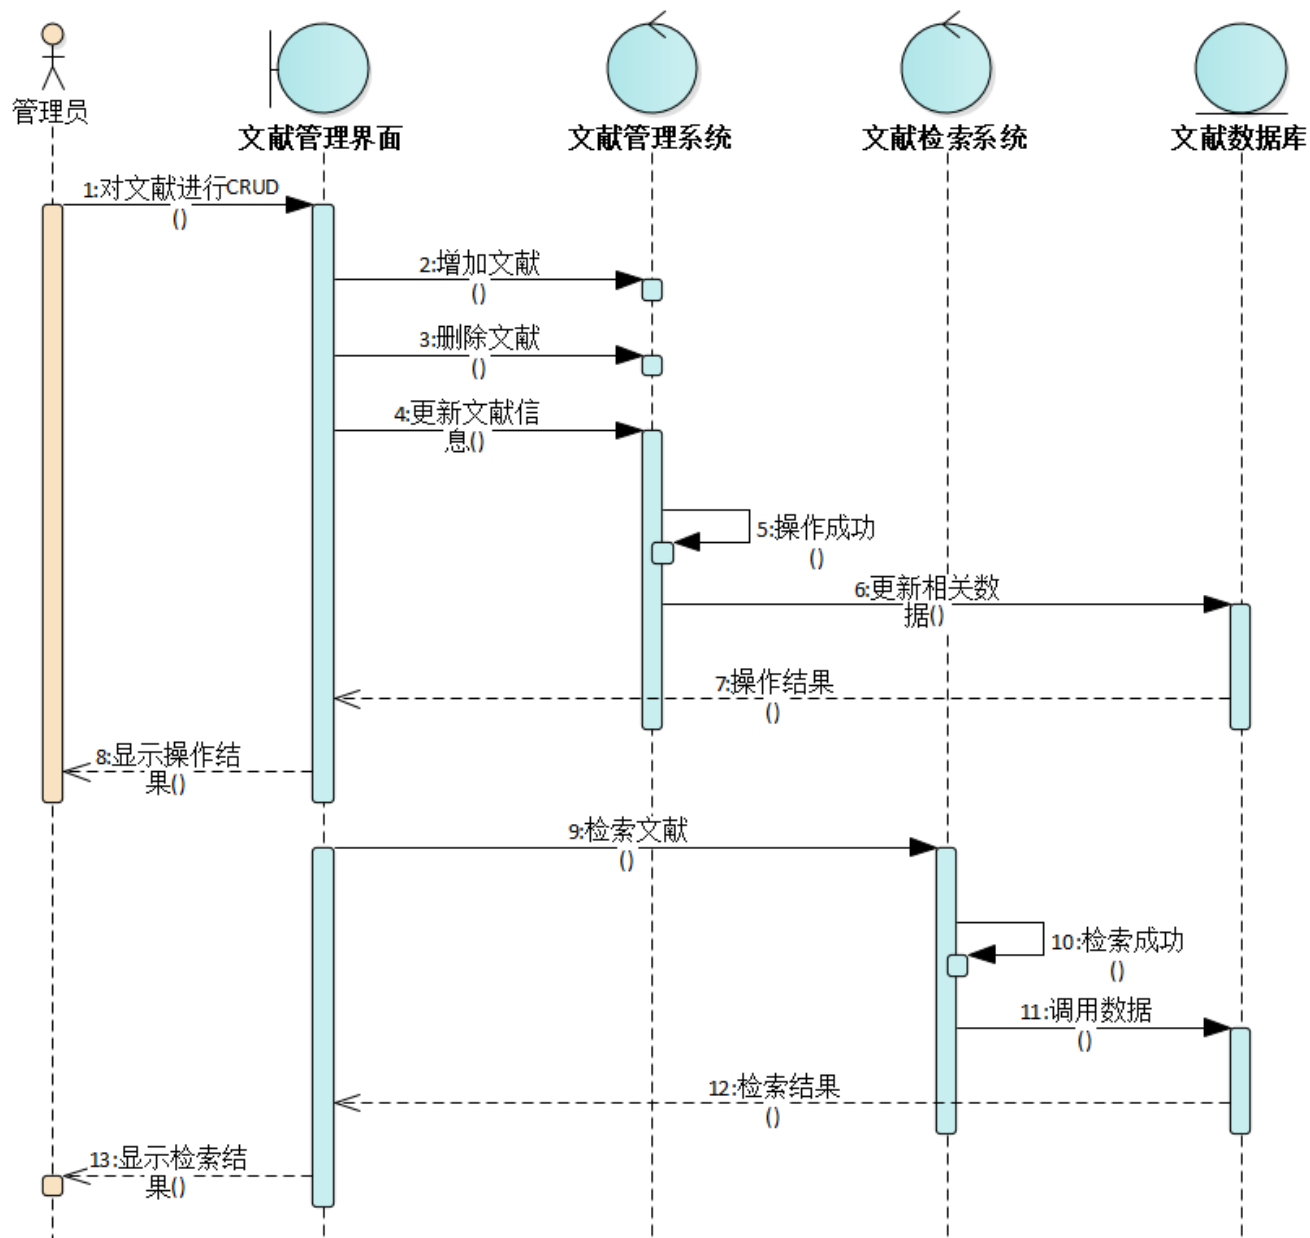 管理员
文献管理界面
文献管理系统
文献检索系统
文献数据库
1:对文献进行CRUD
()
2:增加文献
()
3:删除文献
()
4:更新文献信
息()
5:操作成功
()
6:更新相关数
据()
7:操作结果
()
8:显示操作结
果()
9:检索文献
()
10:检索成功
()
11:调用数据
()
12:检索结果
()
13:显示检索结
果()